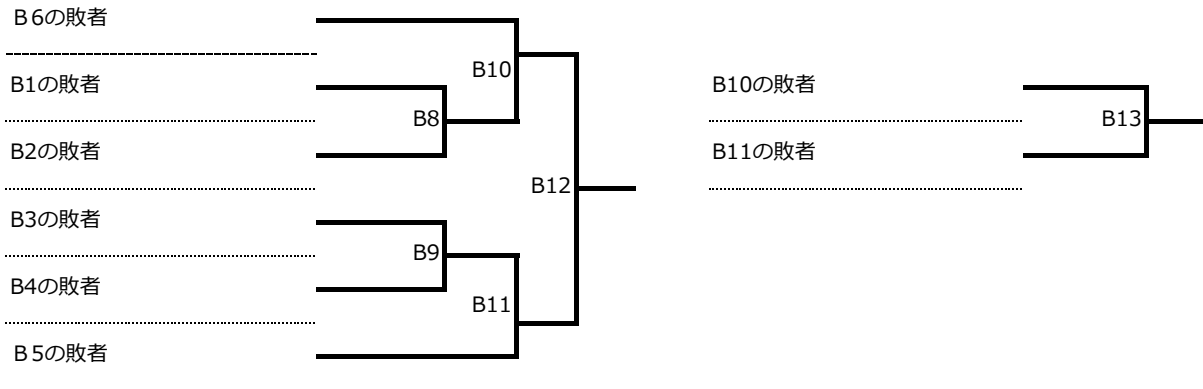 Ｂ6の敗者
B10
B1の敗者
B8
B2の敗者
B12
B3の敗者
B9
B4の敗者
B11
Ｂ5の敗者
B10の敗者
B13
B11の敗者